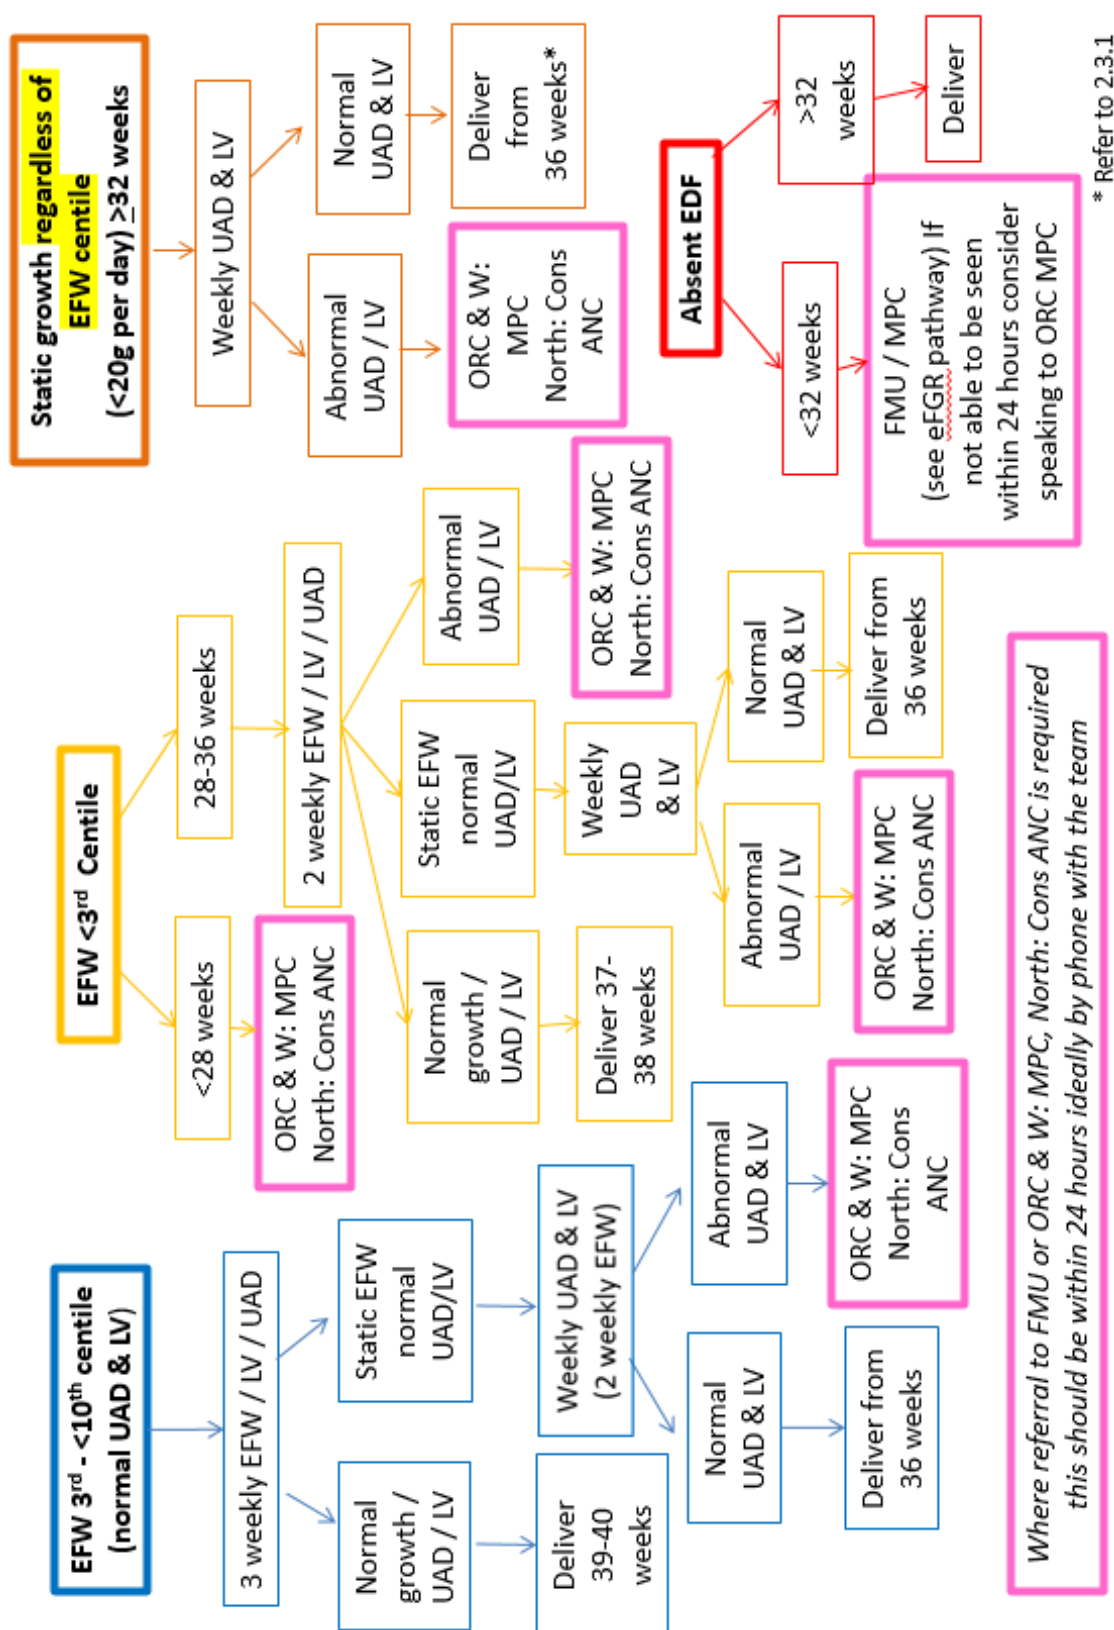 EFW 3rd - <10th centile
(normal UAD & LV)
3 weekly EFW / LV / UAD
Normal
growth /
UAD / LV
Deliver
39-40
weeks
Static EFW
normal
UAD/LV
Weekly UAD & LV
(2 weekly EFW)
Normal
UAD & LV
Deliver from
36 weeks
Abnormal
UAD & LV
ORC & W: MPC
North: Cons
ANC
EFW <3rd Centile
<28 weeks
ORC & W: MPC
North: Cons ANC
28-36 weeks
2 weekly EFW / LV / UAD
Normal
growth /
UAD / LV
Deliver 37-
38 weeks
Static EFW
normal
UAD/LV
Weekly
UAD
& LV
Abnormal
UAD / LV
ORC & W: MPC
North: Cons ANC
Normal
UAD & LV
Deliver from
36 weeks
Abnormal
UAD / LV
ORC & W: MPC
North: Cons ANC
Static growth regardless of
EFW centile
(<20g per day) ≥32 weeks
Weekly UAD & LV
Abnormal
UAD / LV
ORC & W:
MPC
North: Cons
ANC
Normal
UAD & LV
Deliver
from
36 weeks*
Absent EDF
<32 weeks
FMU / MPC
(see eFGR pathway) If
not able to be seen
within 24 hours consider
speaking to ORC MPC
>32
weeks
Deliver
Where referral to FMU or ORC & W: MPC, North: Cons ANC is required
this should be within 24 hours ideally by phone with the team
* Refer to 2.3.1